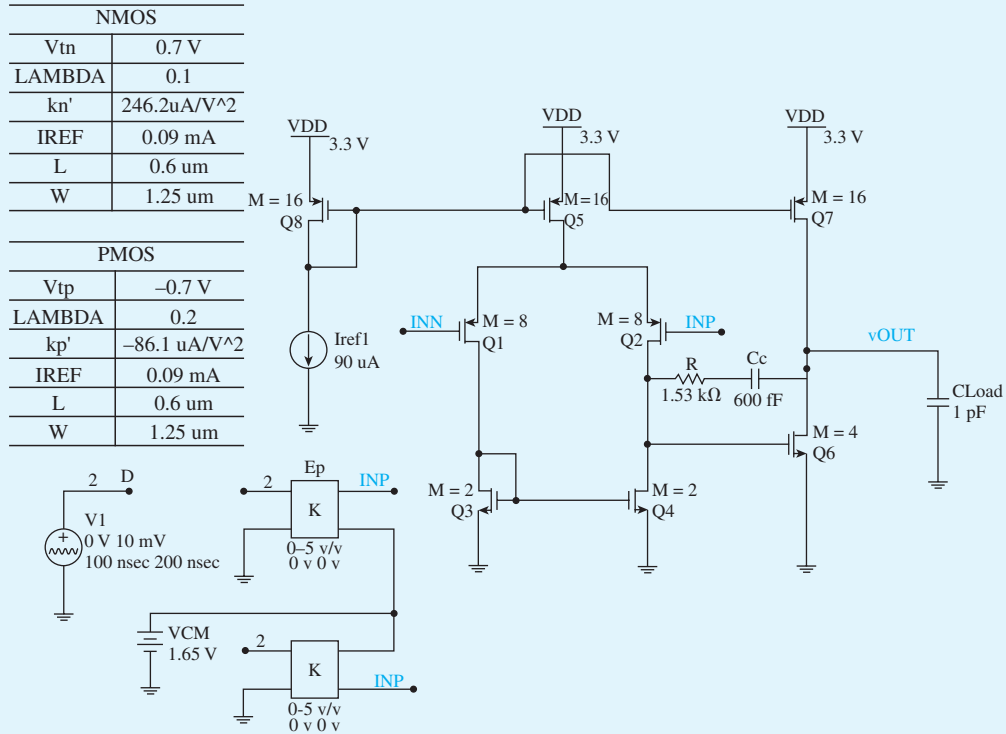 NMOS
Vtn 0.7 V
LAMBDA 0.1
kn' 246.2uA/V^2
IREF 0.09 mA
L 0.6 um
W 1.25 um
PMOS
Vtp –0.7 V
LAMBDA 0.2
kp' –86.1 uA/V^2
IREF 0.09 mA
L 0.6 um
W 1.25 um
VDD
3.3 V
VDD
3.3 V
VDD
3.3 V
M = 16
Q8
M=16
Q5
M = 16
Q7
INN
M = 8
Q1
M = 8
Q2
INP
Iref1
90 uA
R
1.53 kΩ
Cc
600 fF
vOUT
CLoad
1 pF
M = 4
Q6
M = 2
Q3
M = 2
Q4
2 D
V1
0 V 10 mV
100 nsec 200 nsec
Ep
2
K
INP
0–5 v/v
0 v 0 v
VCM
1.65 V
2
K
INP
0-5 v/v
0 v 0 v